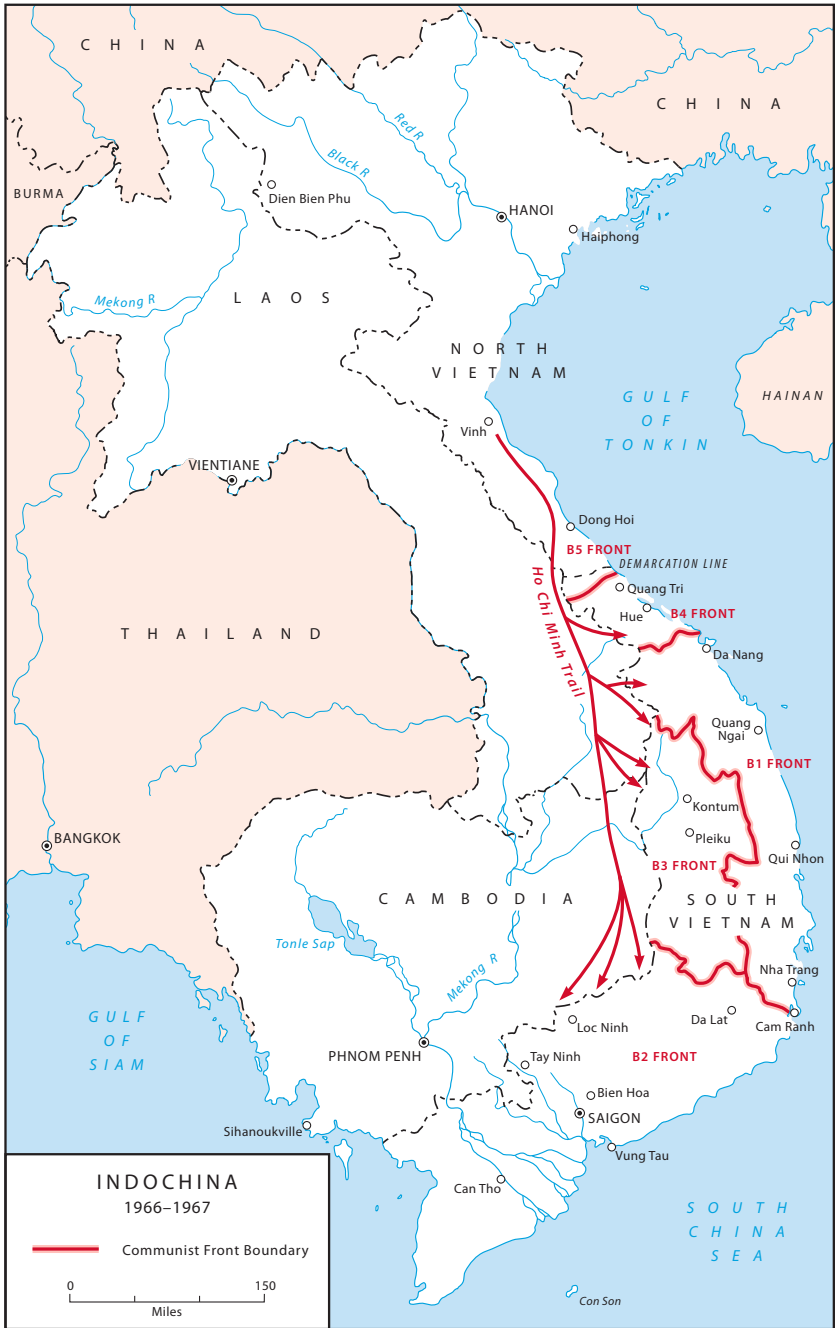 CHINA
CHINA
Red R
Black R
BURMA
Dien Bien Phu
HANOI
Haiphong
Mekong R
LAOS
NORTH
VIETNAM
GULF
OF
TONKIN
HAINAN
Vinh
VIENTIANE
Dong Hoi
B5 FRONT
DEMARCATION LINE
Quang Tri
Hue
B4 FRONT
Ho Chi Minh Trail
THAILAND
Da Nang
Quang
Ngai
B1 FRONT
Kontum
Pleiku
BANGKOK
Qui Nhon
B3 FRONT
CAMBODIA
SOUTH
VIETNAM
Tonle Sap
Mekong R
Nha Trang
GULF
OF
SIAM
Loc Ninh
Da Lat
Cam Ranh
PHNOM PENH
Tay Ninh
B2 FRONT
Bien Hoa
SAIGON
Sihanoukville
Vung Tau
Can Tho
SOUTH
CHINA
SEA
Con Son
INDOCHINA
1966–1967
Communist Front Boundary
0 150
Miles